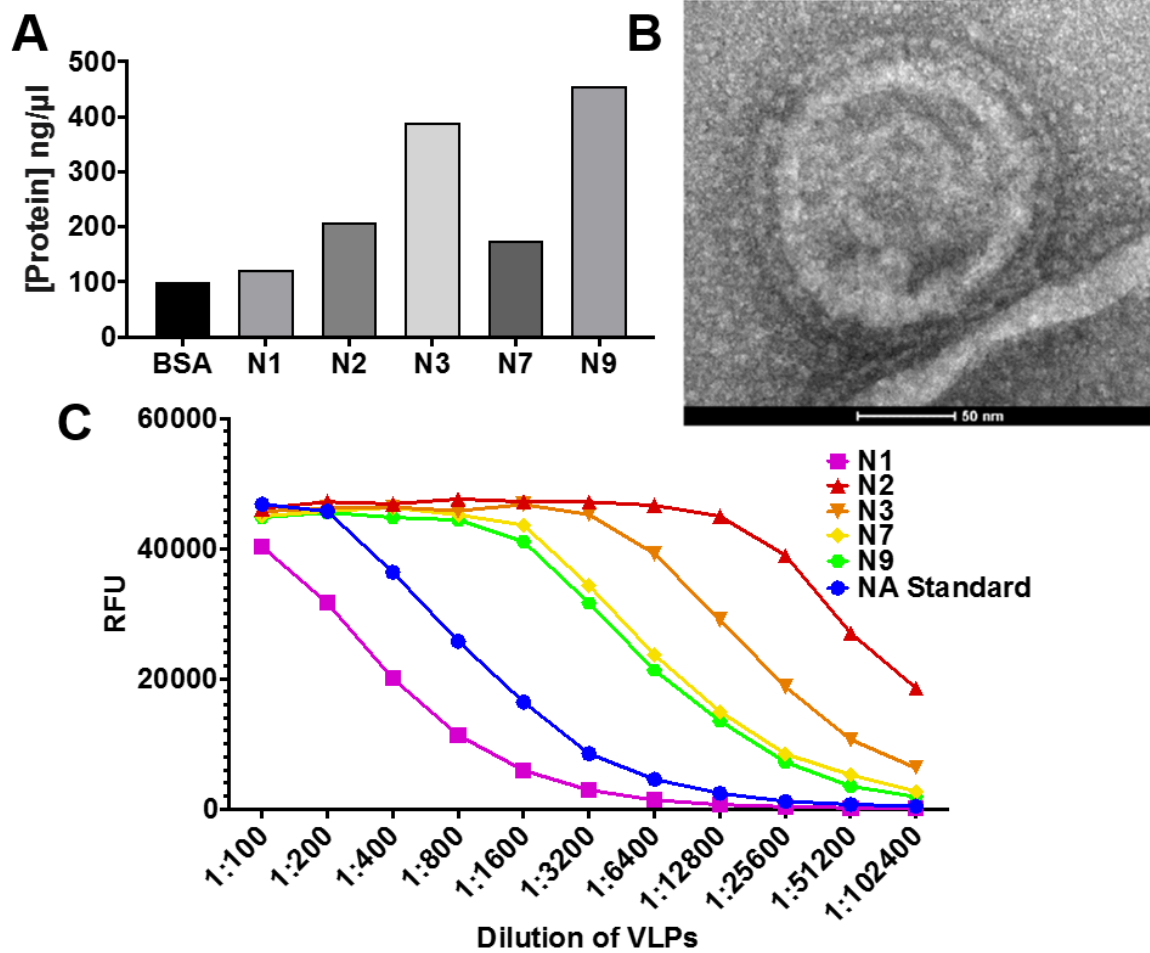 A
[Protein] ng/µl
500
400
300
200
100
0
BSA N1 N2 N3 N7 N9
B
50 nm
C
RFU
60000
40000
20000
0
N1
N2
N3
N7
N9
NA Standard
1:100 1:200 1:400 1:800 1:1600 1:3200 1:6400 1:12800 1:25600 1:51200 1:102400
Dilution of VLPs